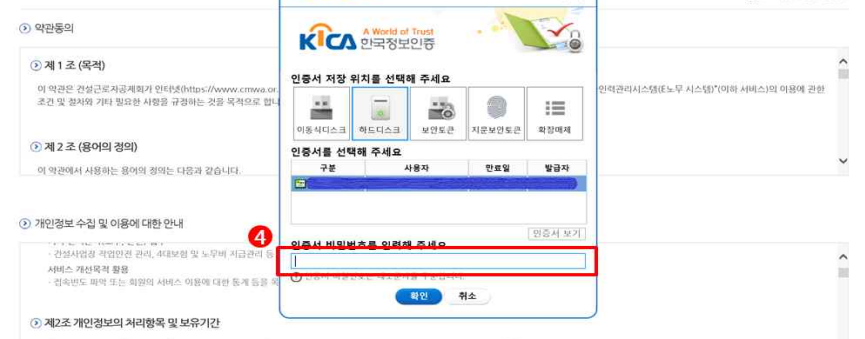 약관동의
제 1 조 (목적)
이 약관은 건설근로자공제회가 인터넷(https://www.cmwa.or.
인력관리시스템(E노무 시스템)"(이하 서비스)의 이용에 관한
조건 및 절차와 기타 필요한 사항을 규정하는 것을 목적으로 합니
제 2 조 (용어의 정의)
이 약관에서 사용하는 용어의 정의는 다음과 같습니다.
개인정보 수집 및 이용에 대한 안내
- 건설사업장 작업안전 관리, 4대보험 및 노무비 지급관리 등
서비스 개선목적 활용
- 접속빈도 파악 또는 회원의 서비스 이용에 대한 통계 등을 목
제2조 개인정보의 처리항목 및 보유기간
KICA A World of Trust
한국정보인증
인증서 저장 위치를 선택해 주세요
이동식디스크 하드디스크 보안토큰 지문보안토큰 확장매체
인증서를 선택해 주세요
구분 사용자 만료일 발급자
인증서 보기
4
인증서 비밀번호를 입력해 주세요
확인 취소